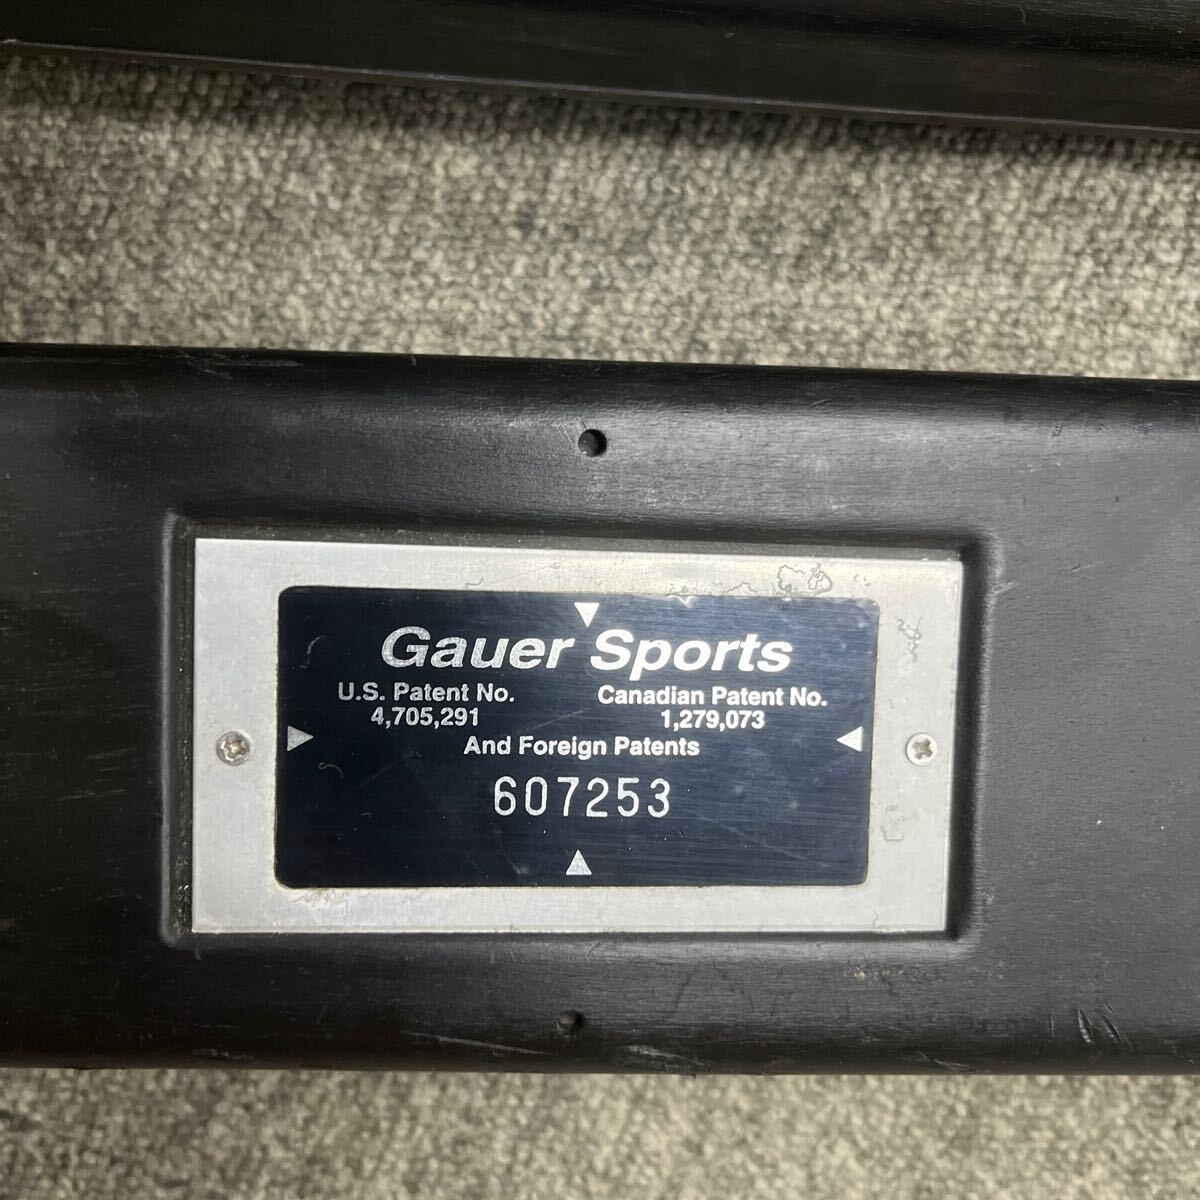 Gauer Sports
U.S. Patent No. Canadian Patent No.
4,705,291 1,279,073
And Foreign Patents
607253